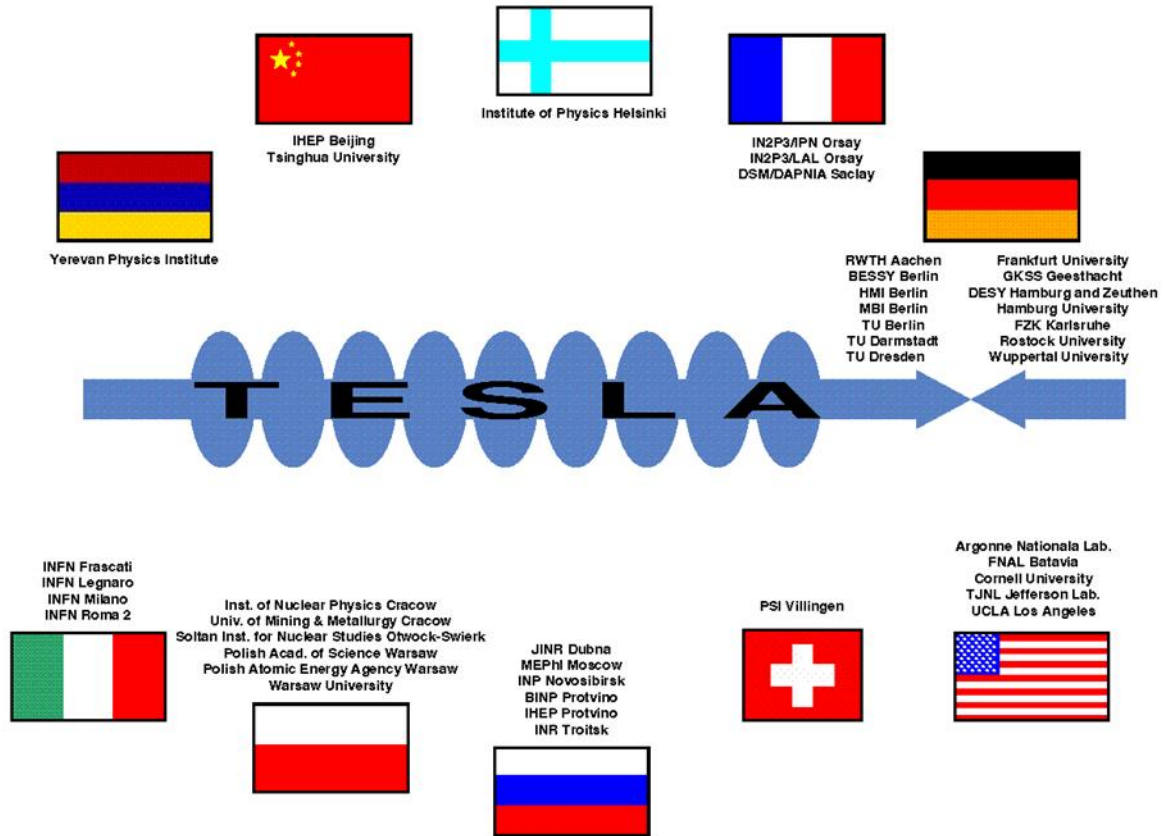 Institute of Physics Helsinki
IHEP Beijing
Tsinghua University
IN2P3/IPN Orsay
IN2P3/LAL Orsay
DSM/DAPNIA Saclay
Yerevan Physics Institute
RWTH Aachen
BESSY Berlin
HMI Berlin
MBI Berlin
TU Berlin
TU Darmstadt
TU Dresden
Frankfurt University
GKSS Geesthacht
DESY Hamburg and Zeuthen
Hamburg University
FZK Karlsruhe
Rostock University
Wuppertal University
TESLA
INFN Frascati
INFN Legnaro
INFN Milano
INFN Roma 2
Inst. of Nuclear Physics Cracow
Univ. of Mining & Metallurgy Cracow
Soltan Inst. for Nuclear Studies Otwock-Swierk
Polish Acad. of Science Warsaw
Polish Atomic Energy Agency Warsaw
Warsaw University
JINR Dubna
MEPhI Moscow
INP Novosibirsk
BINP Protvino
IHEP Protvino
INR Troitsk
PSI Villingen
Argonne Nationala Lab.
FNAL Batavia
Cornell University
TJNL Jefferson Lab.
UCLA Los Angeles